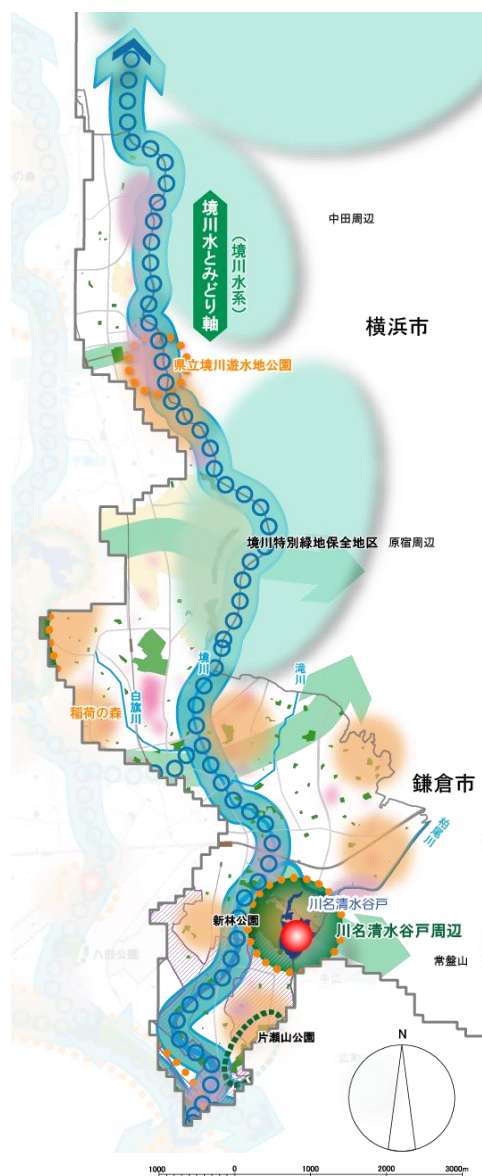 中田周辺
境川水とみどり軸
(境川水系)
横浜市
県立境川遊水地公園
境川特別緑地保全地区
原宿周辺
境川
滝川
白旗川
稲荷の森
鎌倉市
柏尾川
川名清水谷戸
新林公園
川名清水谷戸周辺
常盤山
八部公園
手広
片瀬山公園
広町
N
1000 0 1000 2000 3000m